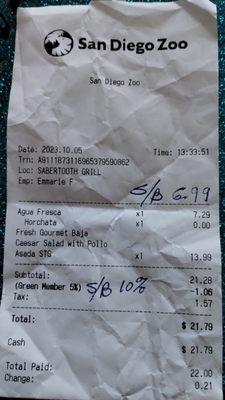 San Diego Zoo
San Diego Zoo
Date: 2023.10.05 Time: 13:33:51
Trn: A9111873116965379590862
Loc: SABERTOOTH GRILL
Emp: Emmarie F
S/B 6.99
Agua Fresca x1 7.29
Horchata 0.00
Fresh Gourmet Baja
Caesar Salad with Pollo
Asada STG x1 13.99
Subtotal: 21.28
(Green Member 5%) S/B 10% -1.06
Tax: 1.57
Total: $ 21.79
Cash $ 21.79
Total Paid: 22.00
Change: 0.21